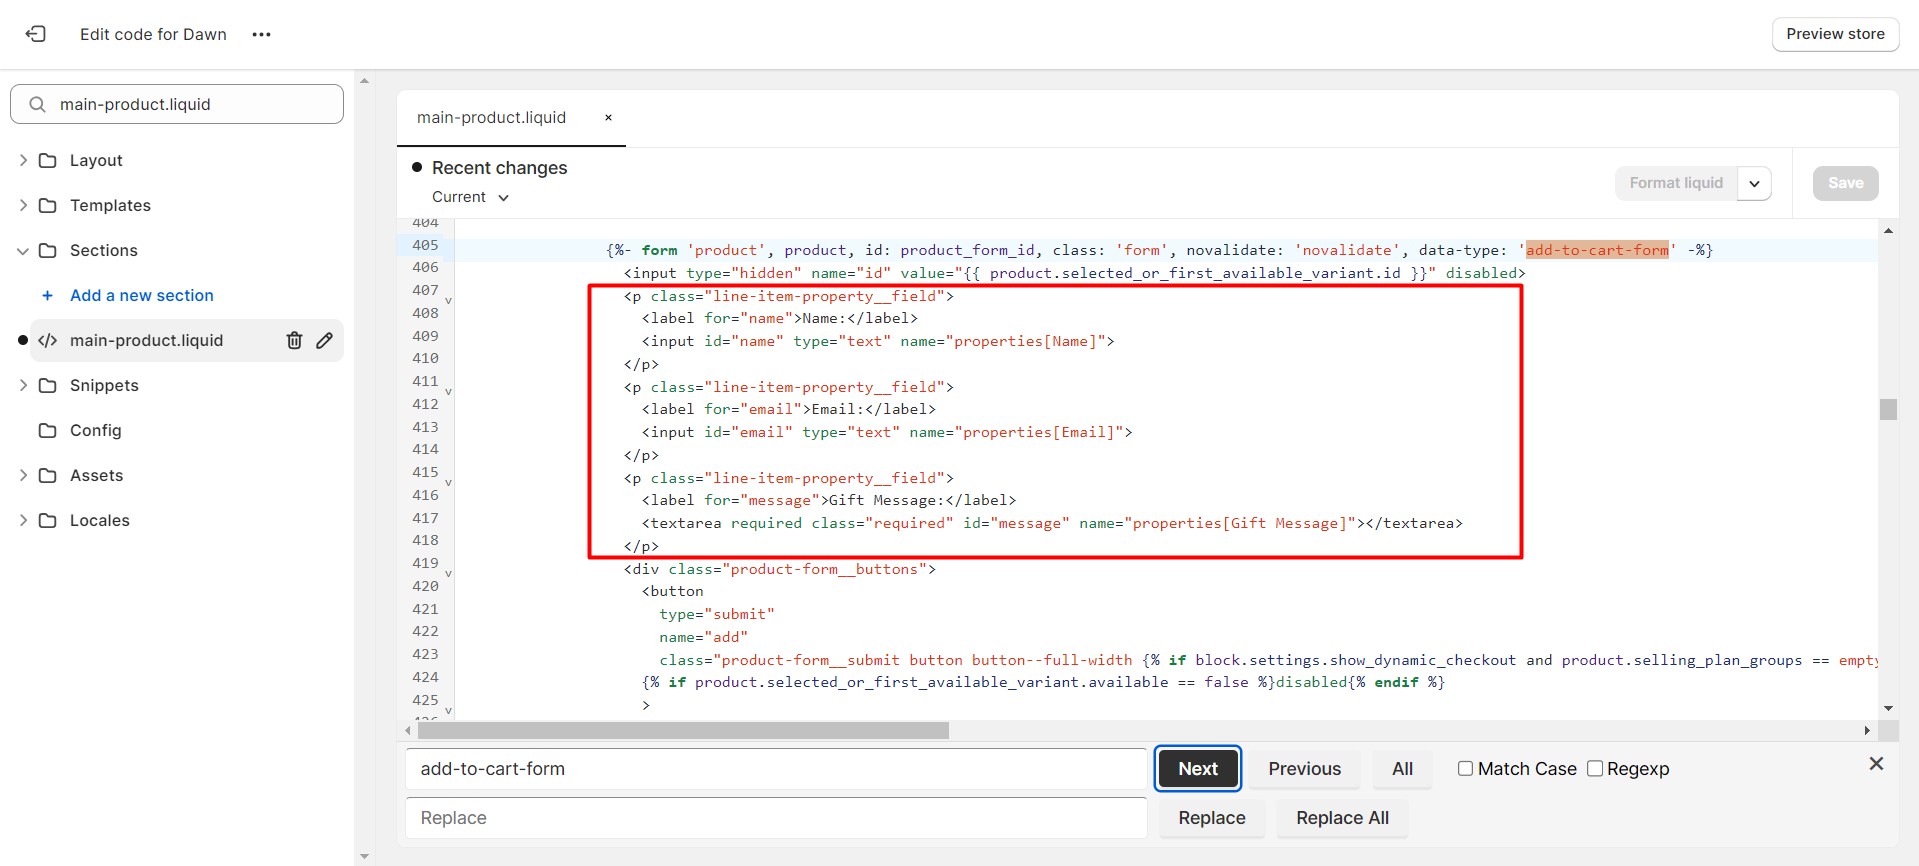 Edit code for Dawn
Preview store
main-product.liquid
Layout
Templates
Sections
+ Add a new section
</> main-product.liquid
Snippets
Config
Assets
Locales
main-product.liquid ×
Recent changes
Current
Format liquid
Save
404
405 {%- form 'product', product, id: product_form_id, class: 'form', novalidate: 'novalidate', data-type: 'add-to-cart-form' -%}
406 <input type="hidden" name="id" value="{{ product.selected_or_first_available_variant.id }}" disabled>
407 <p class="line-item-property__field">
408 <label for="name">Name:</label>
409 <input id="name" type="text" name="properties[Name]">
410 </p>
411 <p class="line-item-property__field">
412 <label for="email">Email:</label>
413 <input id="email" type="text" name="properties[Email]">
414 </p>
415 <p class="line-item-property__field">
416 <label for="message">Gift Message:</label>
417 <textarea required class="required" id="message" name="properties[Gift Message]"></textarea>
418 </p>
419 <div class="product-form__buttons">
420 <button
421 type="submit"
422 name="add"
423 class="product-form__submit button button--full-width {% if block.settings.show_dynamic_checkout and product.selling_plan_groups == empty
424 {% if product.selected_or_first_available_variant.available == false %}disabled{% endif %}
425 >
add-to-cart-form
Next
Previous
All
Match Case
Regexp
Replace
Replace
Replace All